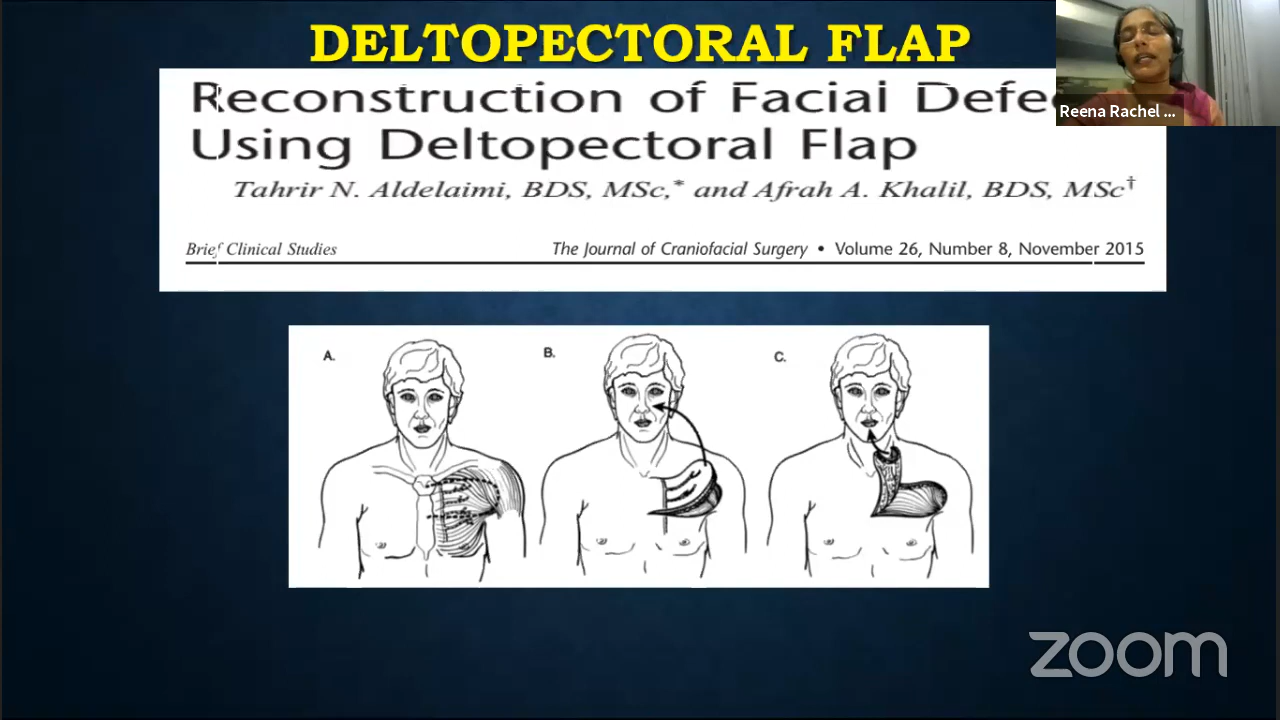 DELTOPECTORAL FLAP
Reconstruction of Facial Defe
Using Deltopectoral Flap
Tahrir N. Aldelaimi, BDS, MSc,* and Afrah A. Khalil, BDS, MSc†
Brief Clinical Studies
The Journal of Craniofacial Surgery • Volume 26, Number 8, November 2015
Reena Rachel ...
A.
B.
C.
zoom